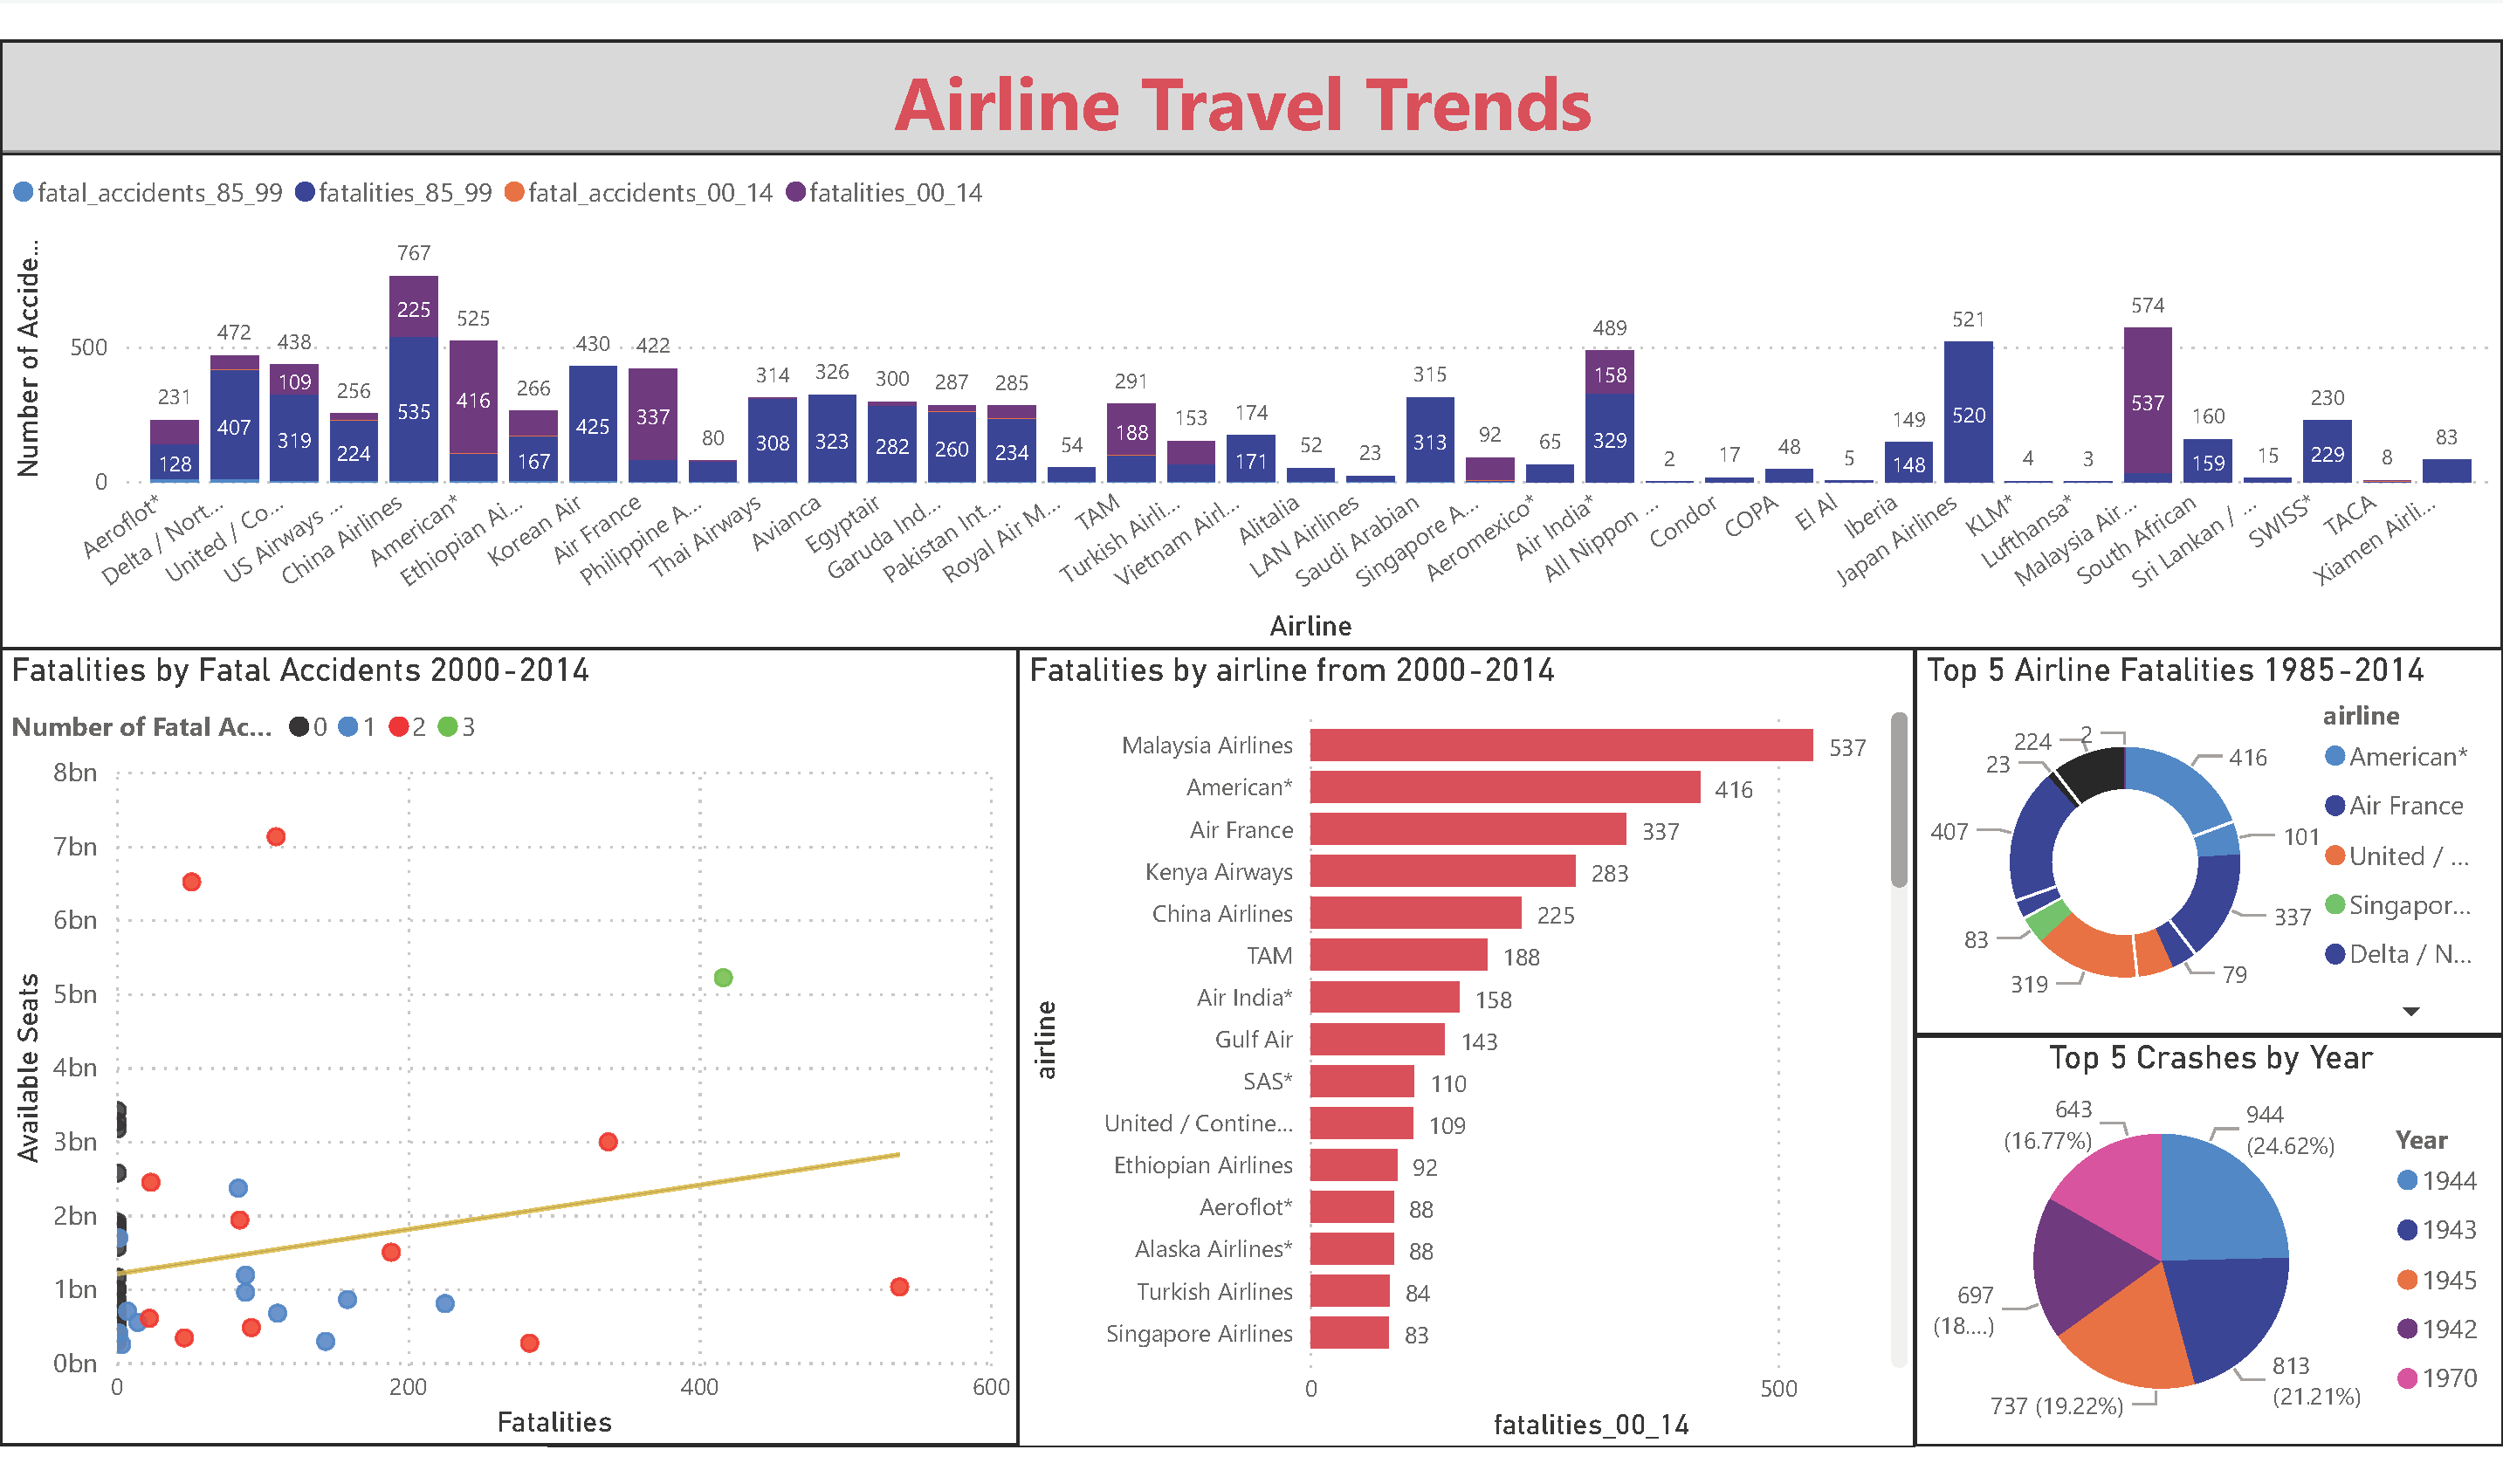 Airline Travel Trends
fatal_accidents_85_99 fatalities_85_99 fatal_accidents_00_14 fatalities_00_14
Number of Accide...
500
0
231 472 438 256 767 525 266 430 422 80 314 326 300 287 285 54 291 153 174 52 23 315 92 65 489 2 17 48 5 149 521 4 3 574 160 15 230 8 83
128 407 109 319 224 225 535 416 167 425 337 308 323 282 260 234 188 171 313 158 329 148 520 537 159 229
Aeroflot* Delta / Nort... United / Co... US Airways ... China Airlines American* Ethiopian Ai... Korean Air Air France Philippine A... Thai Airways Avianca Egyptair Garuda Ind... Pakistan Int... Royal Air M... TAM Turkish Airli... Vietnam Airl... Alitalia LAN Airlines Saudi Arabian Singapore A... Aeromexico* Air India* All Nippon ... Condor COPA El Al Iberia Japan Airlines KLM* Lufthansa* Malaysia Air... South African Sri Lankan / ... SWISS* TACA Xiamen Airli...
Airline
Fatalities by Fatal Accidents 2000-2014
Number of Fatal Ac... 0 1 2 3
Available Seats
8bn
7bn
6bn
5bn
4bn
3bn
2bn
1bn
0bn
0 200 400 600
Fatalities
Fatalities by airline from 2000-2014
airline
Malaysia Airlines 537
American* 416
Air France 337
Kenya Airways 283
China Airlines 225
TAM 188
Air India* 158
Gulf Air 143
SAS* 110
United / Contine... 109
Ethiopian Airlines 92
Aeroflot* 88
Alaska Airlines* 88
Turkish Airlines 84
Singapore Airlines 83
0 500
fatalities_00_14
Top 5 Airline Fatalities 1985-2014
224 2
23
416
407
101
337
83
319
79
airline
American*
Air France
United / ...
Singapor...
Delta / N...
Top 5 Crashes by Year
643
(16.77%)
944
(24.62%)
697
(18....)
737 (19.22%)
813
(21.21%)
Year
1944
1943
1945
1942
1970